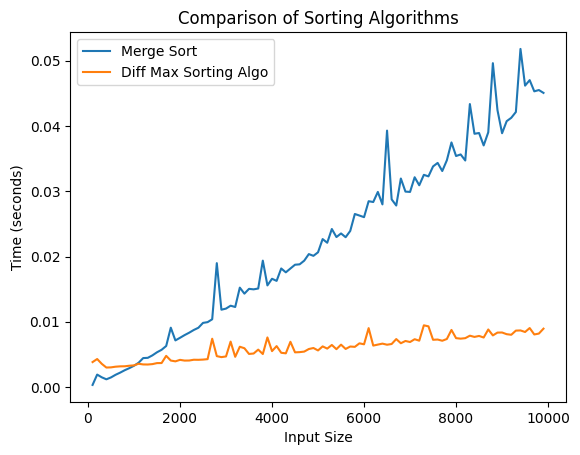 Comparison of Sorting Algorithms
Merge Sort
Diff Max Sorting Algo
Time (seconds)
0.05
0.04
0.03
0.02
0.01
0.00
0 2000 4000 6000 8000 10000
Input Size